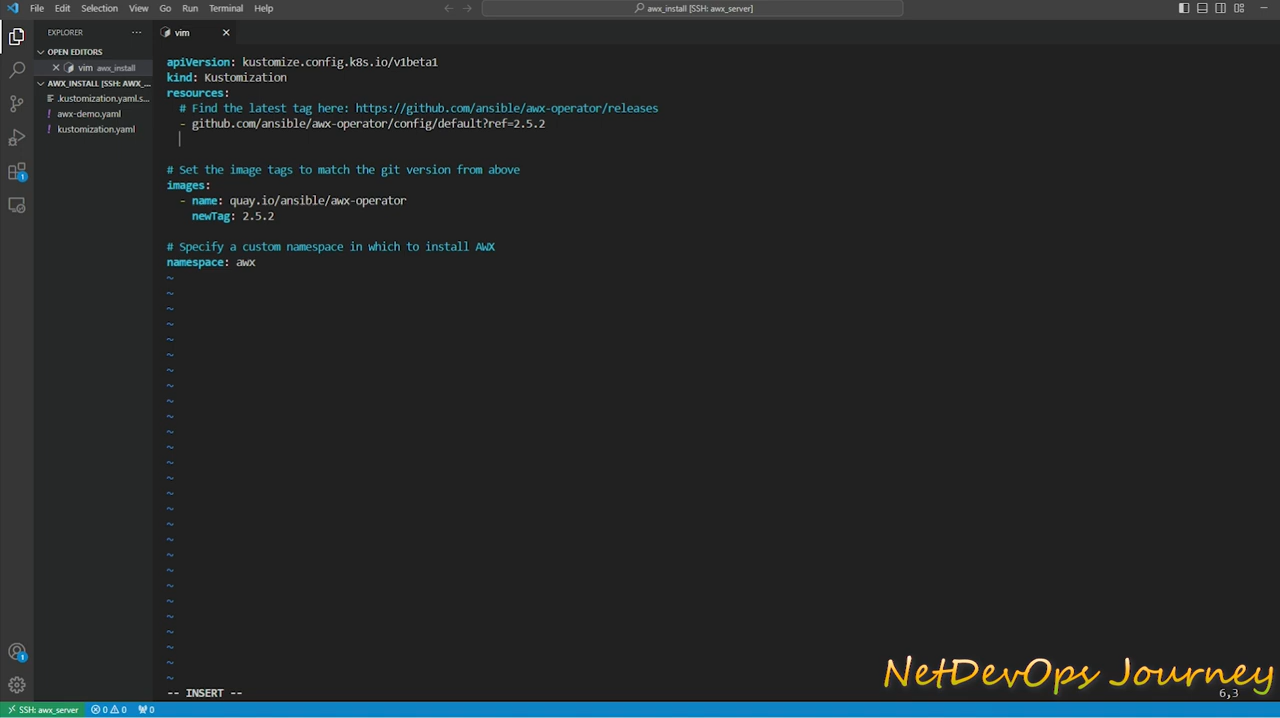 File Edit Selection View Go Run Terminal Help
awx_install [SSH: awx_server]
EXPLORER
vim
OPEN EDITORS
vim awx_install
AWX_INSTALL [SSH: AWX_...
.kustomization.yaml.s...
awx-demo.yaml
kustomization.yaml
apiVersion: kustomize.config.k8s.io/v1beta1
kind: Kustomization
resources:
# Find the latest tag here: https://github.com/ansible/awx-operator/releases
- github.com/ansible/awx-operator/config/default?ref=2.5.2
# Set the image tags to match the git version from above
images:
- name: quay.io/ansible/awx-operator
newTag: 2.5.2
# Specify a custom namespace in which to install AWX
namespace: awx
-- INSERT --
6,3
NetDevOps Journey
SSH: awx_server 0 0 0